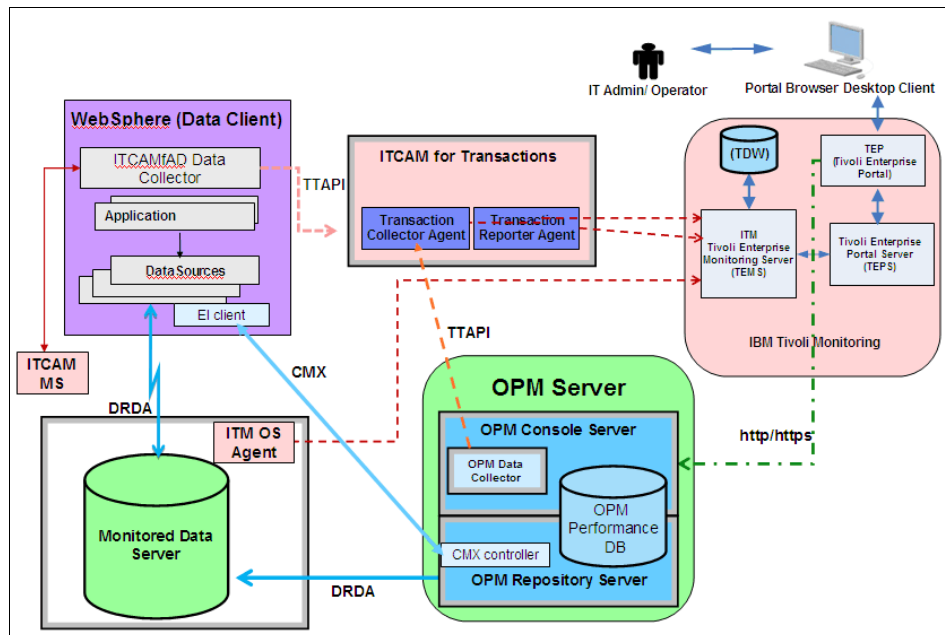 IT Admin/ Operator
Portal Browser Desktop Client
WebSphere (Data Client)
ITCAMfAD Data
Collector
Application
DataSources
EI client
TTAPI
ITCAM for Transactions
Transaction
Collector Agent
Transaction
Reporter Agent
(TDW)
TEP
(Tivoli Enterprise
Portal)
ITM
Tivoli Enterprise
Monitoring Server
(TEMS)
Tivoli Enterprise
Portal Server
(TEPS)
IBM Tivoli Monitoring
ITCAM
MS
DRDA
CMX
TTAPI
http/https
ITM OS
Agent
Monitored Data
Server
DRDA
OPM Server
OPM Console Server
OPM Data
Collector
OPM
Performance
DB
CMX controller
OPM Repository Server